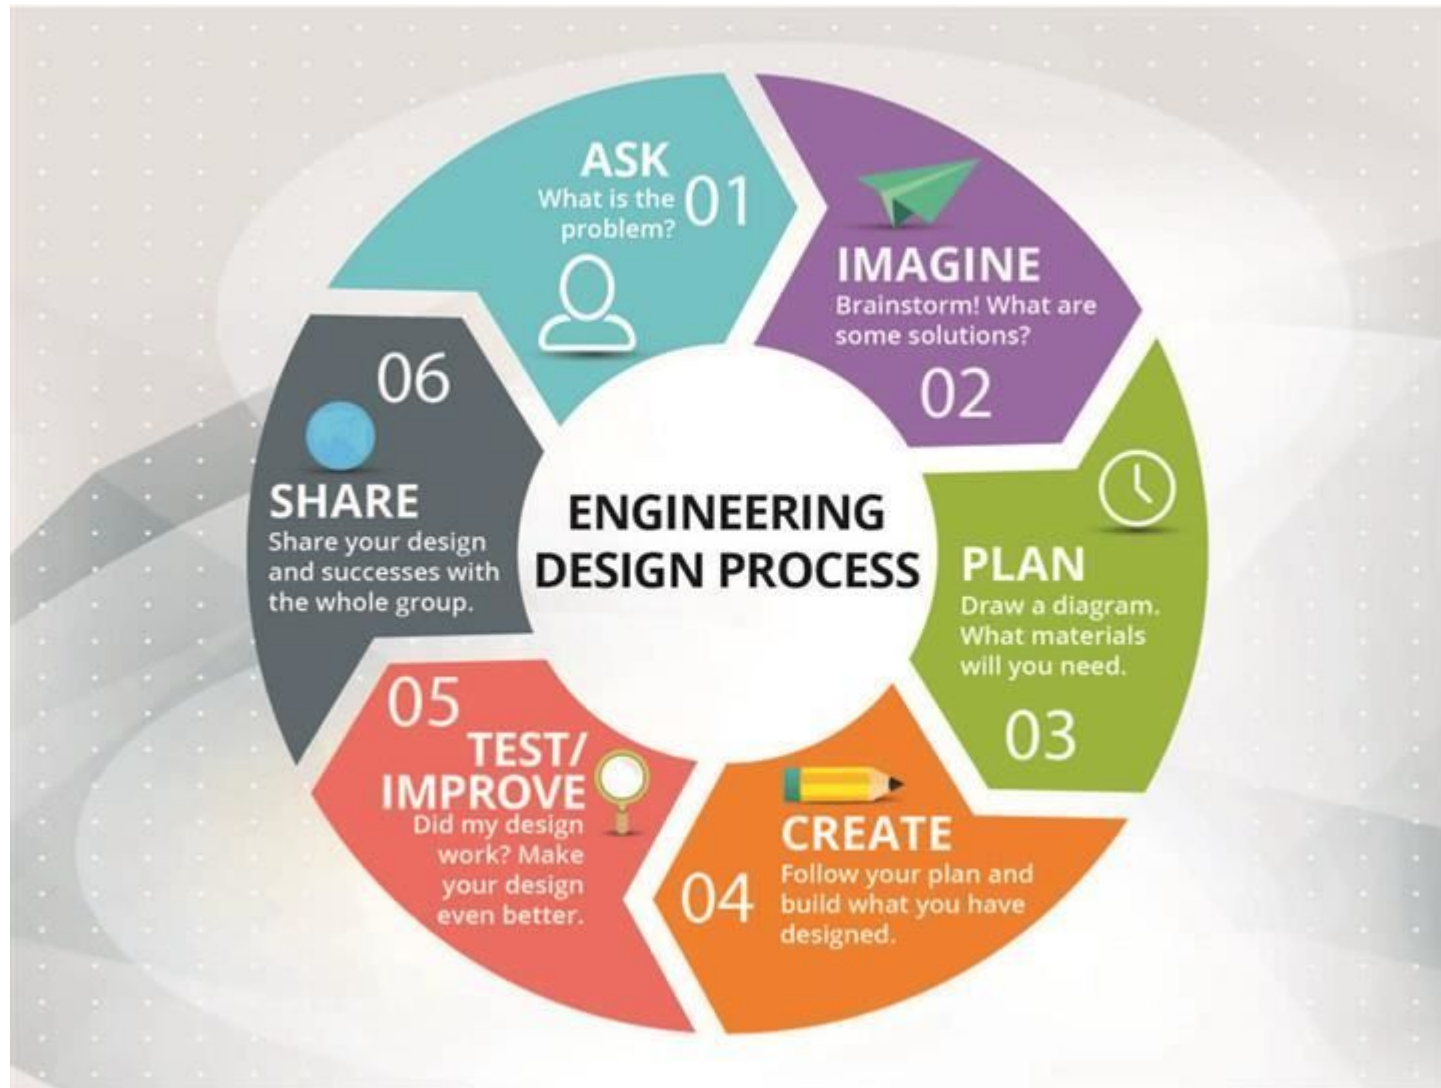 ENGINEERING
DESIGN PROCESS
ASK
What is the
problem?
01
IMAGINE
Brainstorm! What are
some solutions?
02
PLAN
Draw a diagram.
What materials
will you need.
03
CREATE
Follow your plan and
build what you have
designed.
04
05
TEST/
IMPROVE
Did my design
work? Make
your design
even better.
06
SHARE
Share your design
and successes with
the whole group.